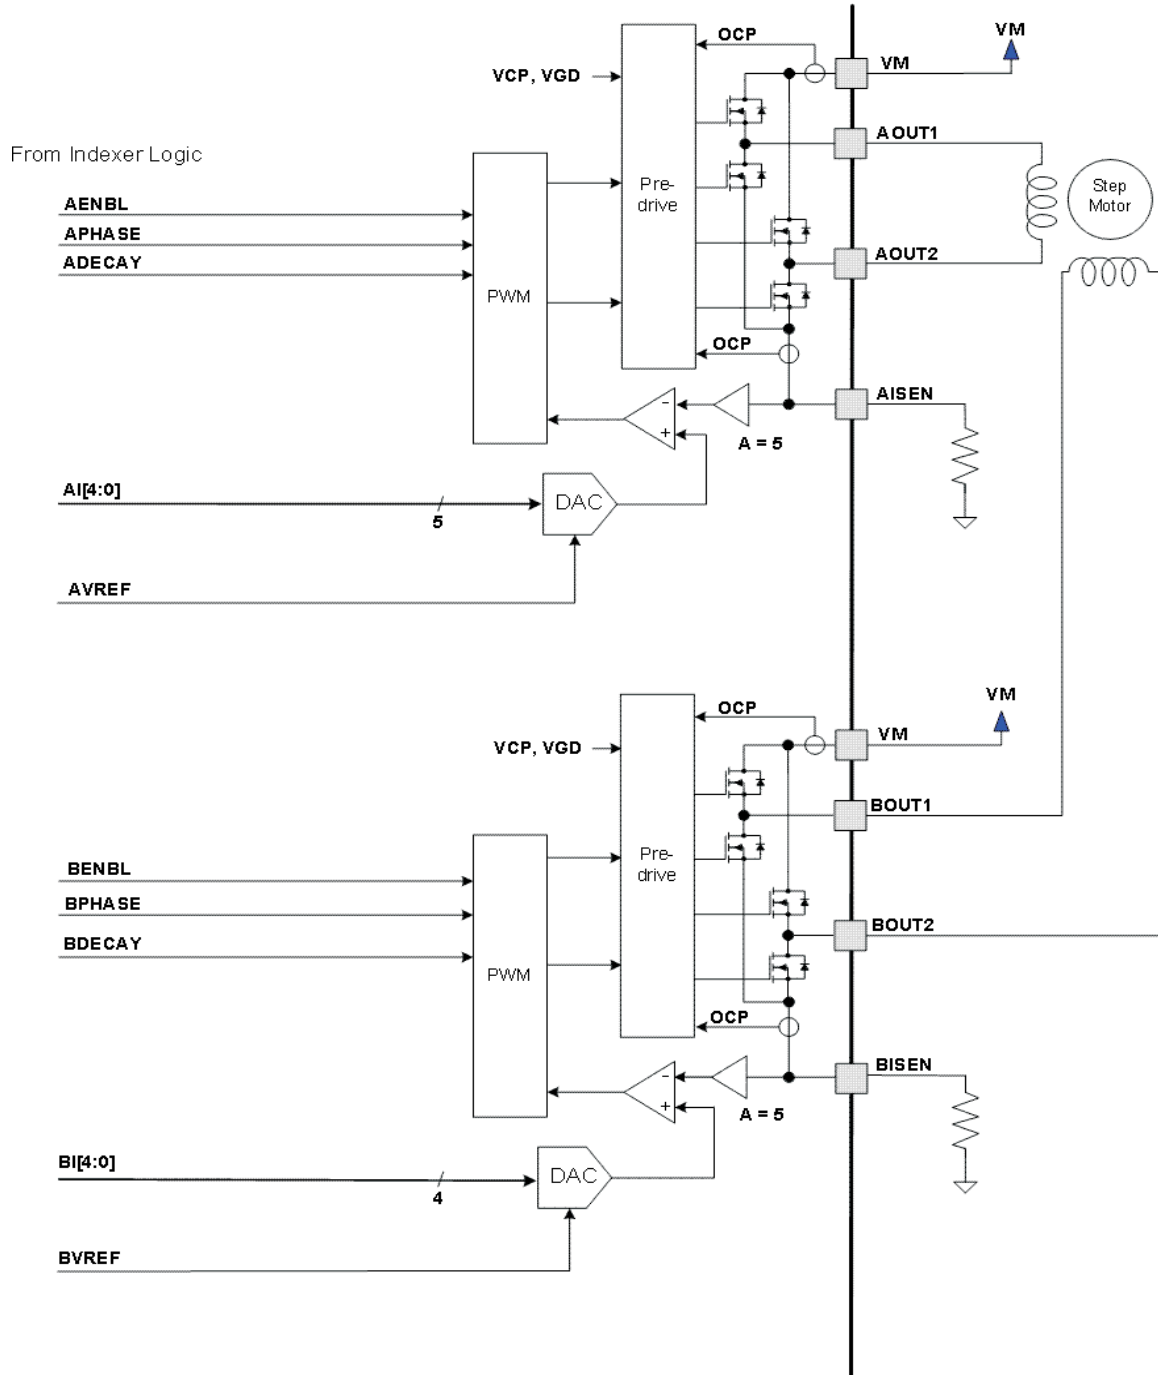 OCP
VM
VM
VCP, VGD
AOUT1
From Indexer Logic
Pre-
drive
Step
Motor
AENBL
APHASE
ADECAY
AOUT2
PWM
OCP
AISEN
-
+
A = 5
AI[4:0]
5
DAC
AVREF
OCP
VM
VM
VCP, VGD
BOUT1
Pre-
drive
BENBL
BPHASE
BDECAY
BOUT2
PWM
OCP
BISEN
-
+
A = 5
BI[4:0]
4
DAC
BVREF